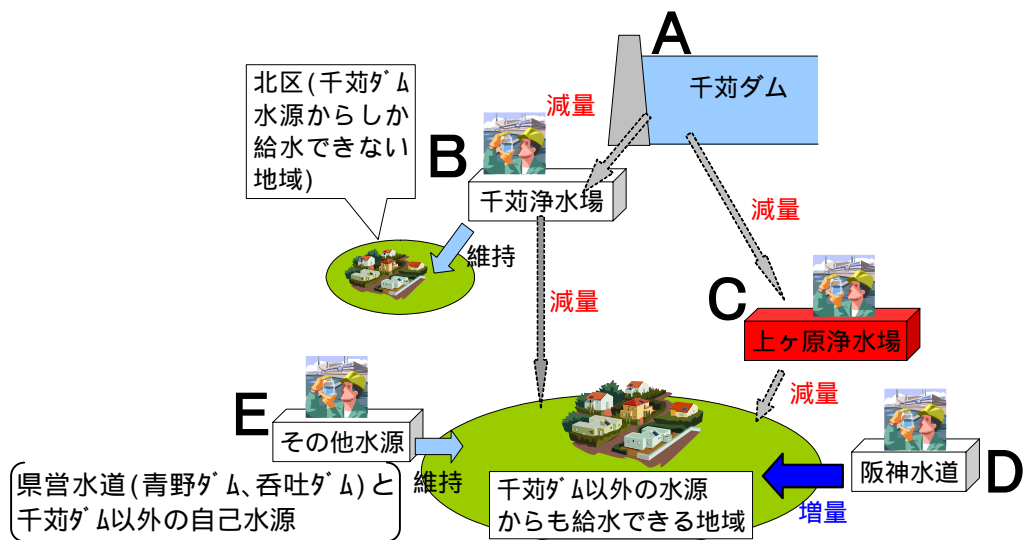 A
千苅ダム
北区(千苅ﾀﾞﾑ
水源からしか
給水できない
地域)
減量
B
千苅浄水場
減量
維持
C
減量
上ヶ原浄水場
減量
E
その他水源
維持
県営水道(青野ﾀﾞﾑ、呑吐ﾀﾞﾑ)と
千苅ﾀﾞﾑ以外の自己水源
千苅ﾀﾞﾑ以外の水源
からも給水できる地域
阪神水道
D
増量